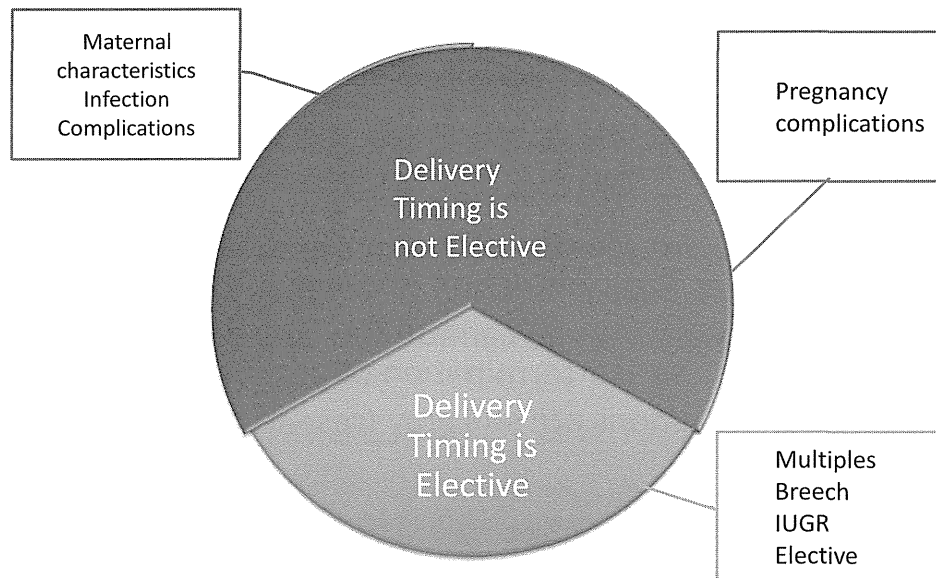 Maternal
characteristics
Infection
Complications
Pregnancy
complications
Delivery
Timing is
not Elective
Delivery
Timing is
Elective
Multiples
Breech
IUGR
Elective